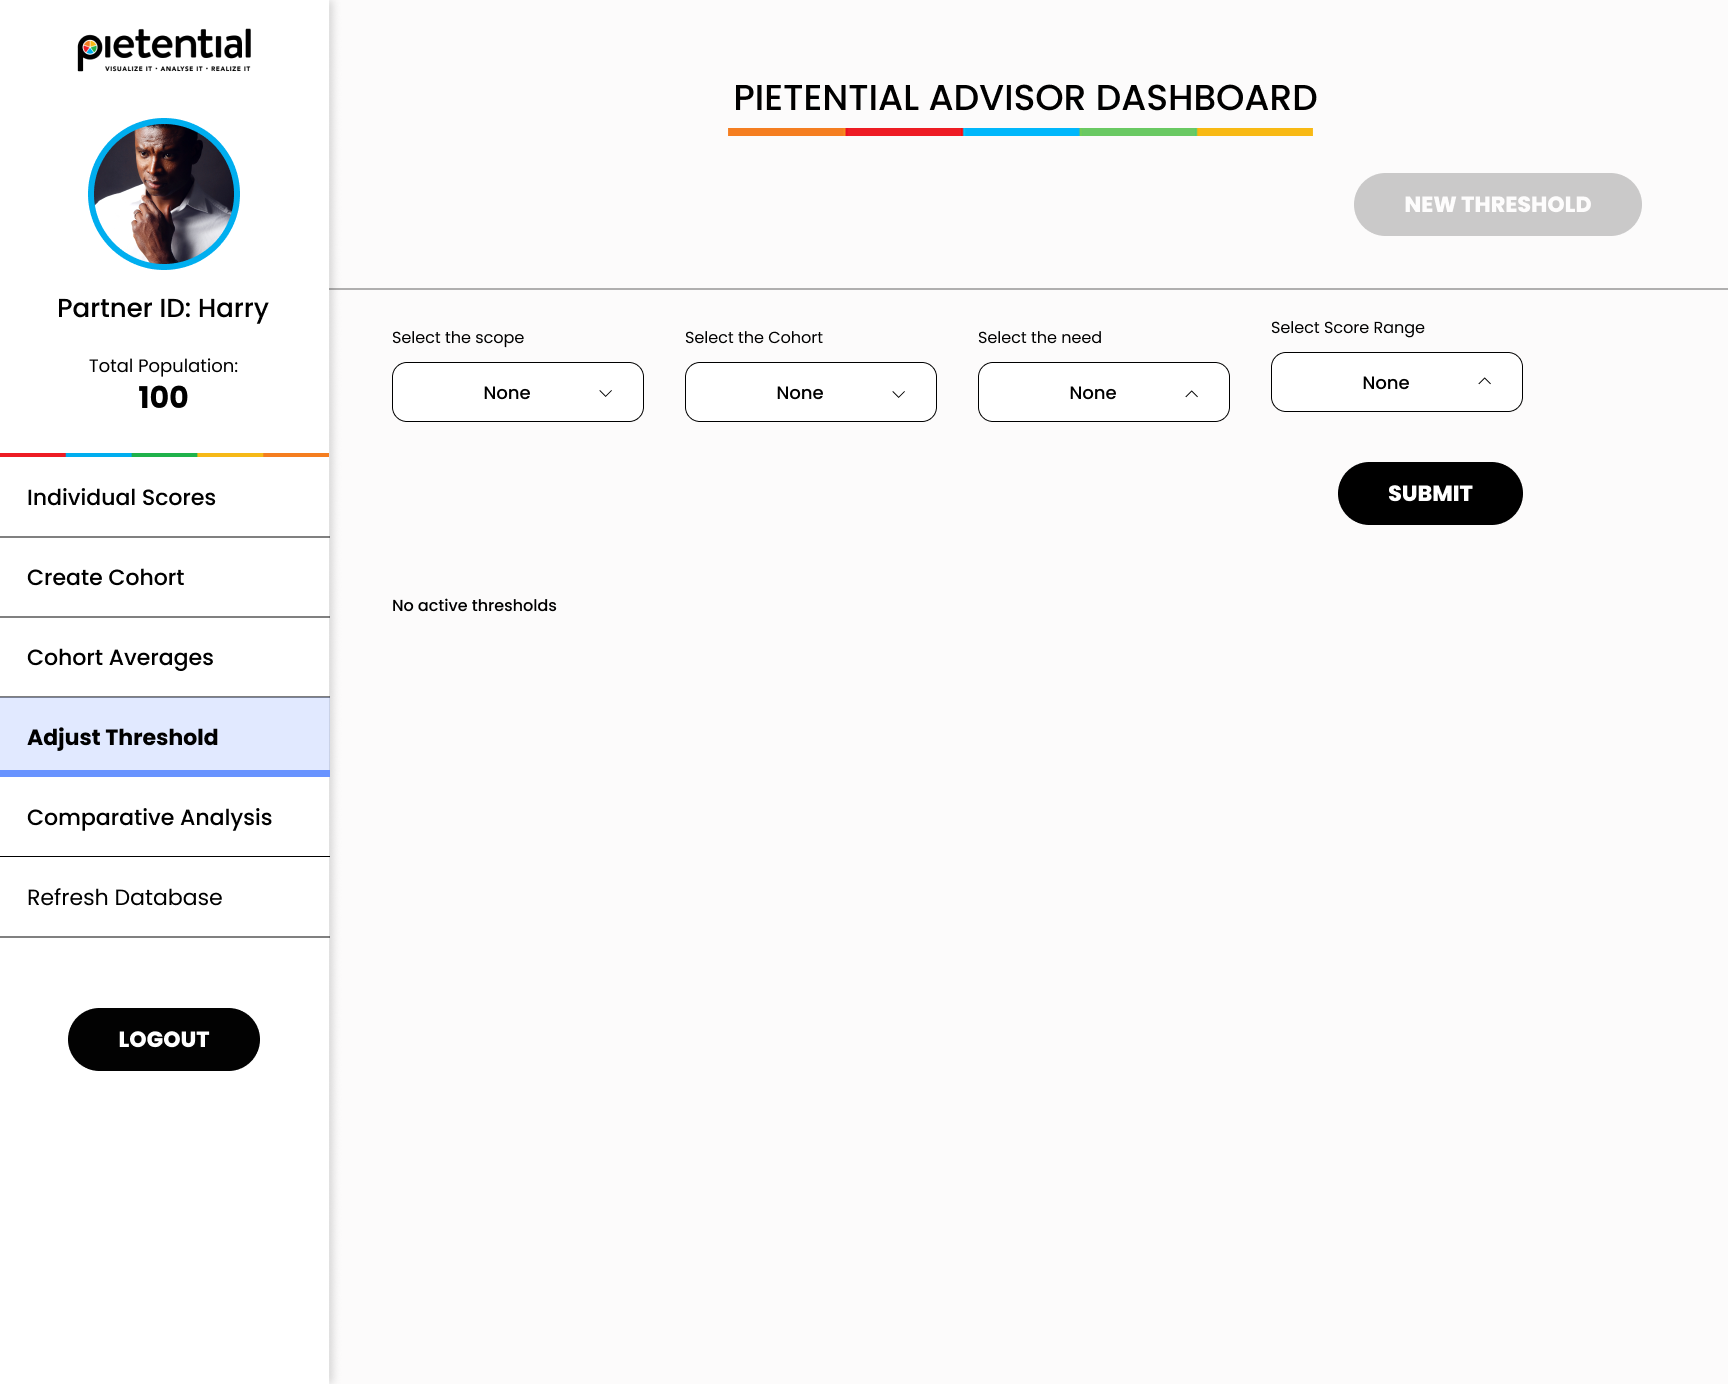 pietential
VISUALIZE IT • ANALYSE IT • REALIZE IT
Partner ID: Harry
Total Population:
100
Individual Scores
Create Cohort
Cohort Averages
Adjust Threshold
Comparative Analysis
Refresh Database
LOGOUT
PIETENTIAL ADVISOR DASHBOARD
NEW THRESHOLD
Select the scope
None
Select the Cohort
None
Select the need
None
Select Score Range
None
SUBMIT
No active thresholds